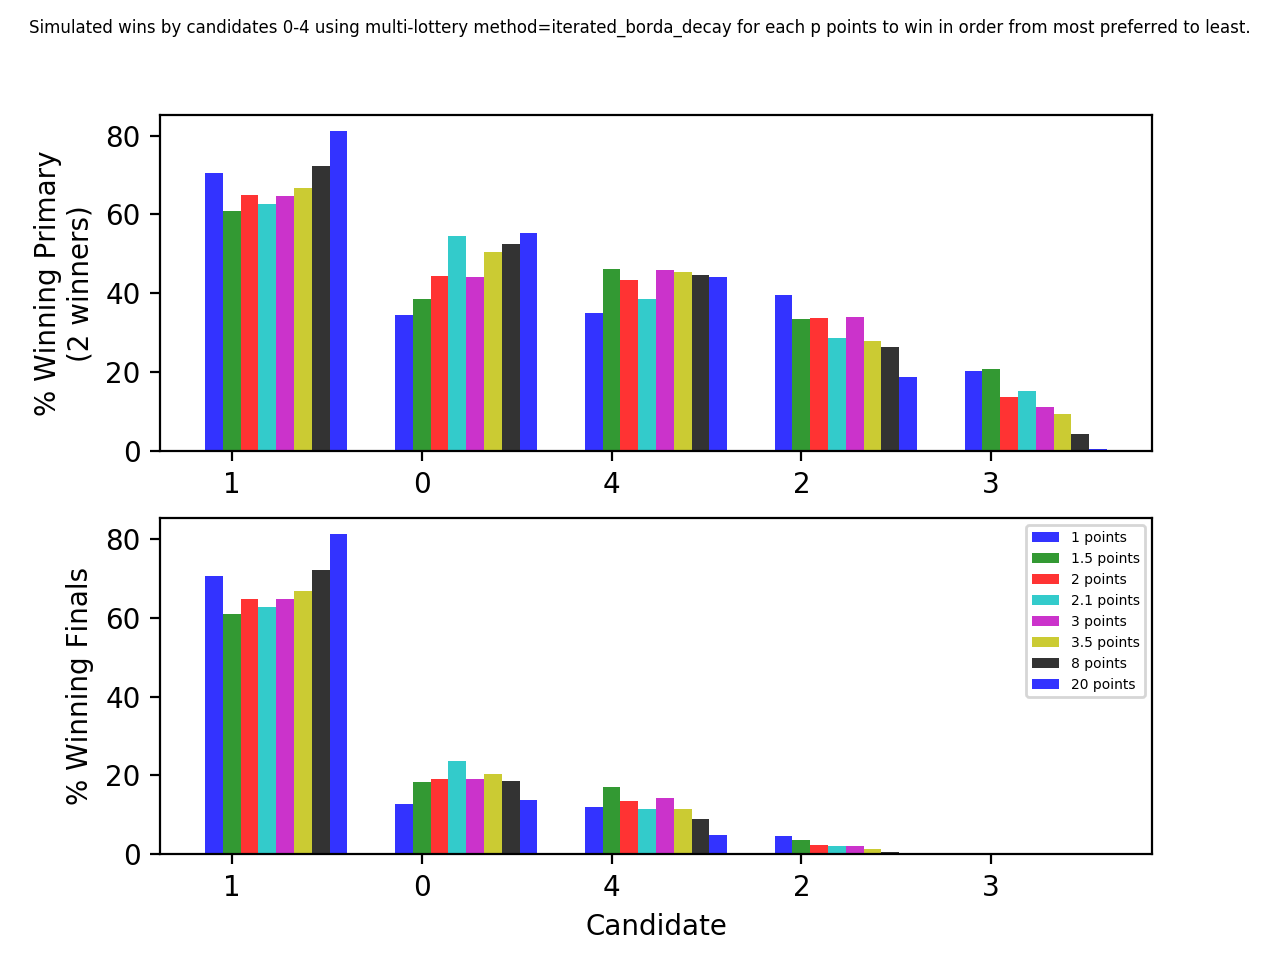 Simulated wins by candidates 0-4 using multi-lottery method=iterated_borda_decay for each p points to win in order from most preferred to least.
% Winning Primary
(2 winners)
80
60
40
20
0
1
0
4
2
3
% Winning Finals
80
60
40
20
0
1 points
1.5 points
2 points
2.1 points
3 points
3.5 points
8 points
20 points
1
0
4
2
3
Candidate